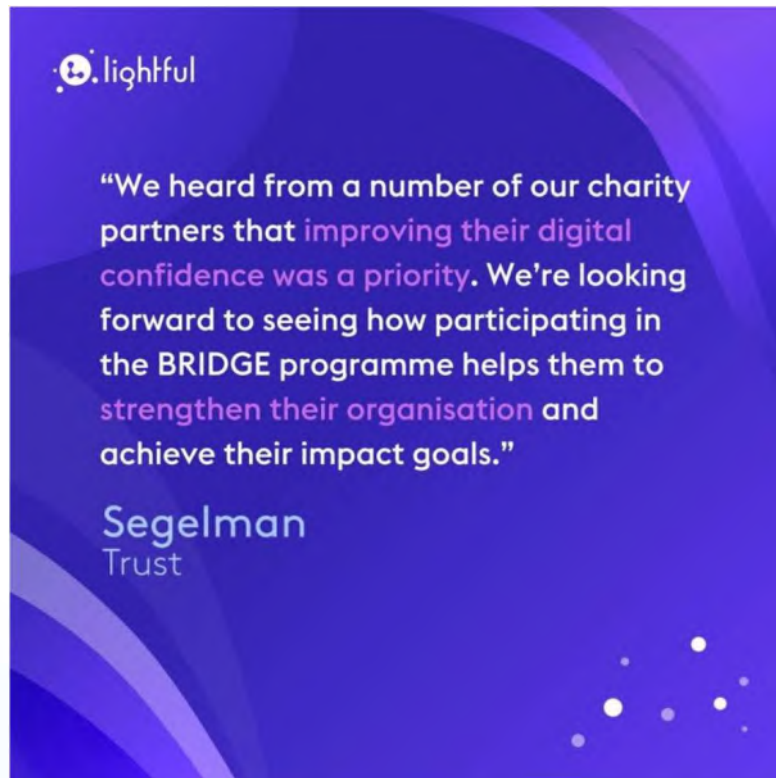 lightful
“We heard from a number of our charity
partners that improving their digital
confidence was a priority. We’re looking
forward to seeing how participating in
the BRIDGE programme helps them to
strengthen their organisation and
achieve their impact goals.”
Segelman
Trust